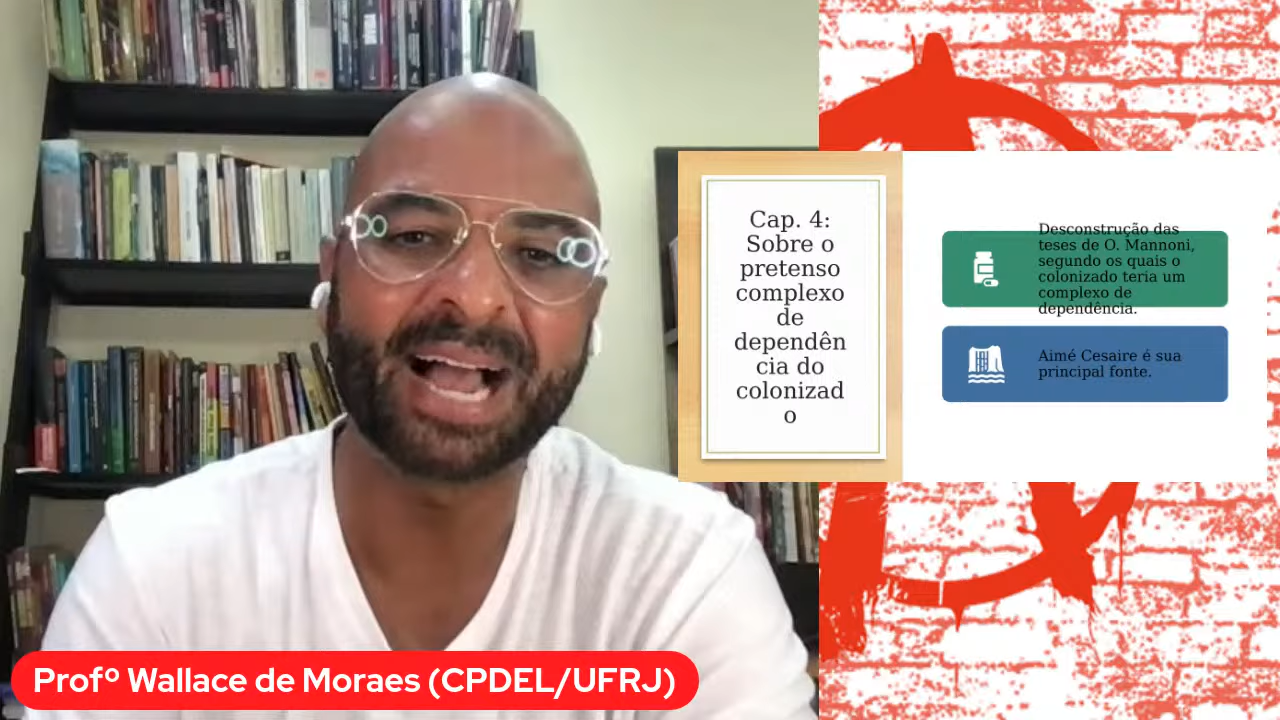 Cap. 4:
Sobre o
pretenso
complexo
de
dependên
cia do
colonizad
o
Desconstrução das
teses de O. Mannoni,
segundo os quais o
colonizado teria um
complexo de
dependência.
Aimé Cesaire é sua
principal fonte.
Profº Wallace de Moraes (CPDEL/UFRJ)